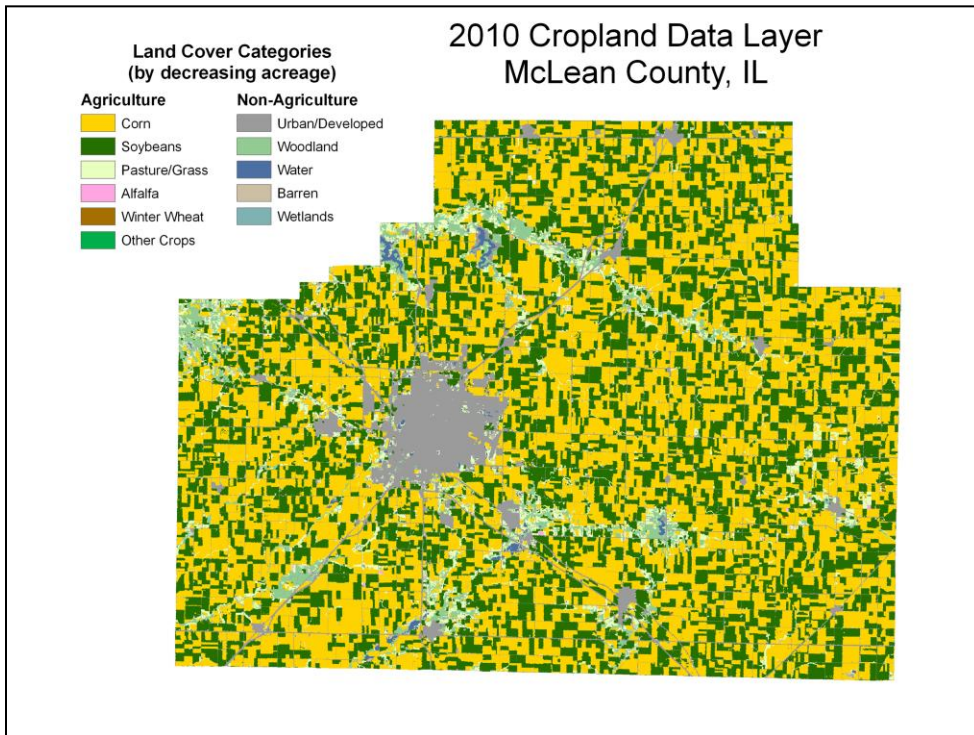 2010 Cropland Data Layer
McLean County, IL
Land Cover Categories
(by decreasing acreage)
Agriculture
Corn
Soybeans
Pasture/Grass
Alfalfa
Winter Wheat
Other Crops
Non-Agriculture
Urban/Developed
Woodland
Water
Barren
Wetlands